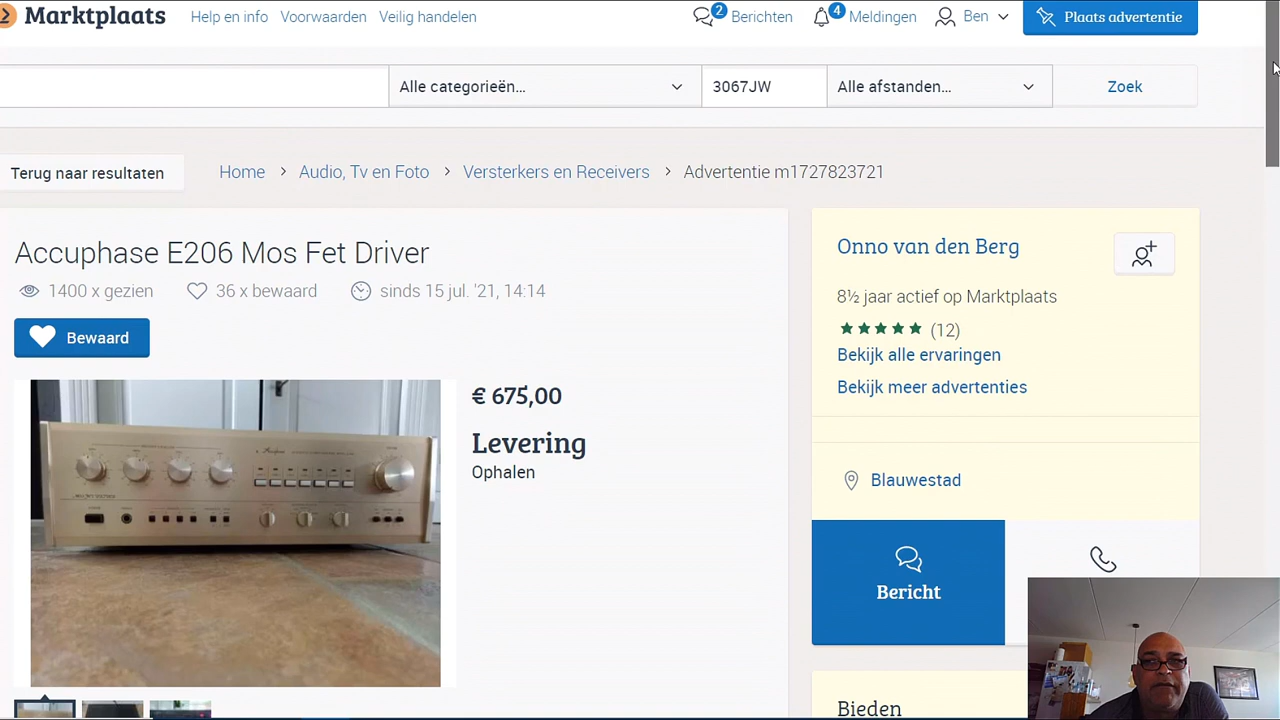 Marktplaats
Help en info
Voorwaarden
Veilig handelen
2
Berichten
4
Meldingen
Ben
Plaats advertentie
Alle categorieën…
3067JW
Alle afstanden…
Zoek
Terug naar resultaten
Home
Audio, Tv en Foto
Versterkers en Receivers
Advertentie m1727823721
Accuphase E206 Mos Fet Driver
1400 x gezien
36 x bewaard
sinds 15 jul. '21, 14:14
Bewaard
€ 675,00
Levering
Ophalen
Onno van den Berg
8½ jaar actief op Marktplaats
(12)
Bekijk alle ervaringen
Bekijk meer advertenties
Blauwestad
Bericht
Bieden